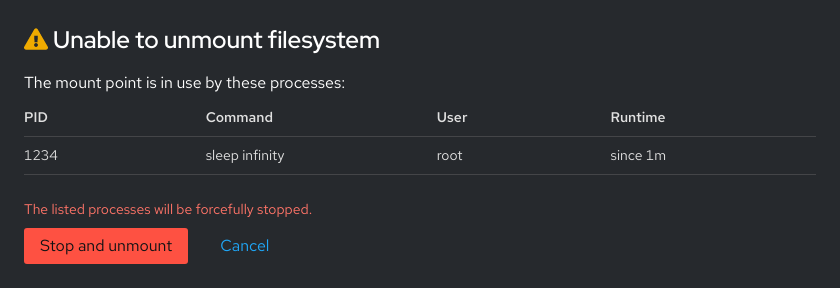 Unable to unmount filesystem
The mount point is in use by these processes:
PID Command User Runtime
1234 sleep infinity root since 1m
The listed processes will be forcefully stopped.
Stop and unmount Cancel